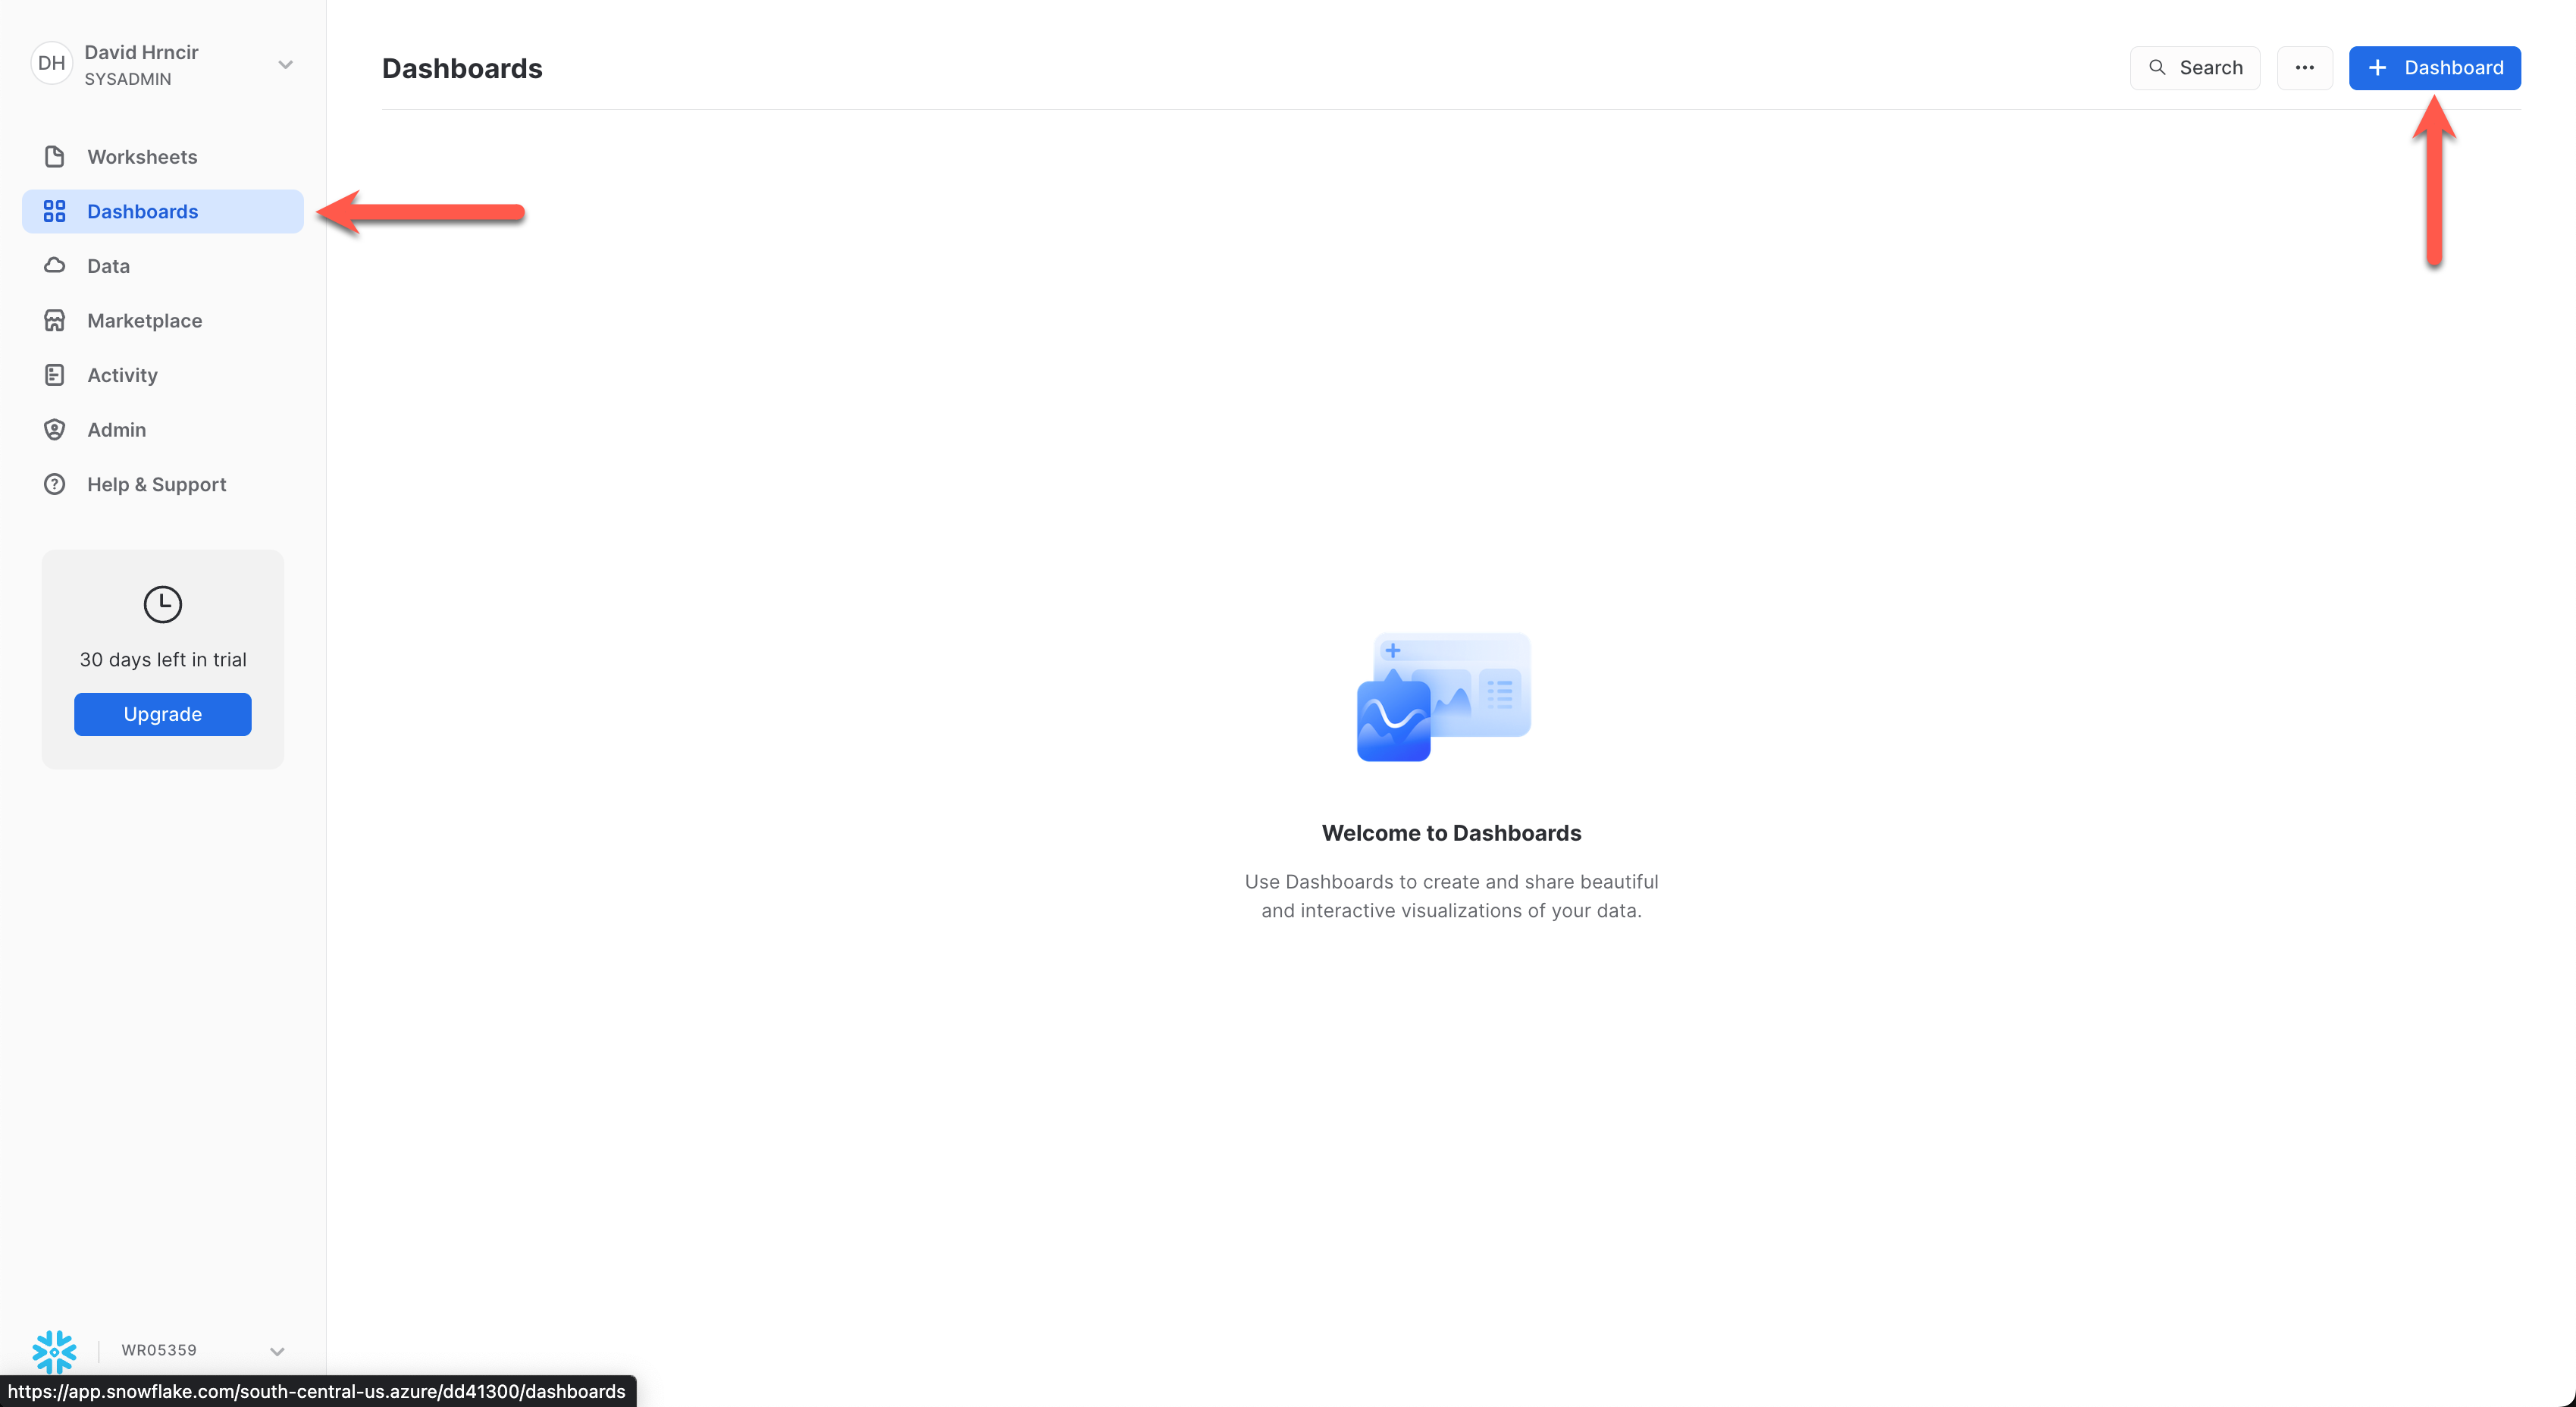 DH
David Hrncir
SYSADMIN
Worksheets
Dashboards
Data
Marketplace
Activity
Admin
Help & Support
30 days left in trial
Upgrade
WR05359
https://app.snowflake.com/south-central-us.azure/dd41300/dashboards
Dashboards
Search
+ Dashboard
Welcome to Dashboards
Use Dashboards to create and share beautiful
and interactive visualizations of your data.